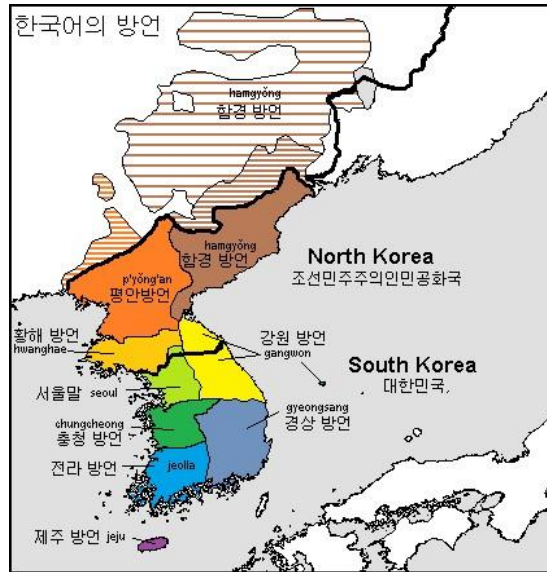 한국어의 방언
hamgyǒng
함경 방언
hamgyǒng
함경 방언
p'yǒng'an
평안방언
North Korea
조선민주주의인민공화국
황해 방언
hwanghae
강원 방언
gangwon
South Korea
대한민국
서울말 seoul
chungcheong
충청 방언
gyeongsang
경상 방언
전라 방언
jeolla
제주 방언 jeju